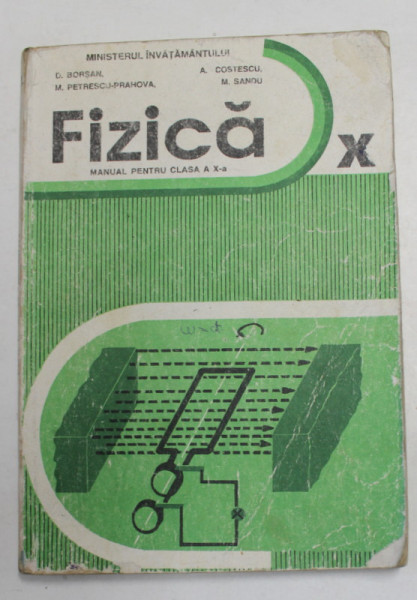 MINISTERUL ÎNVĂŢĂMÂNTULUI
D. BORŞAN, A. COSTESCU,
M. PETRESCU-PRAHOVA, M. SANDU
Fizică X
MANUAL PENTRU CLASA A X-a